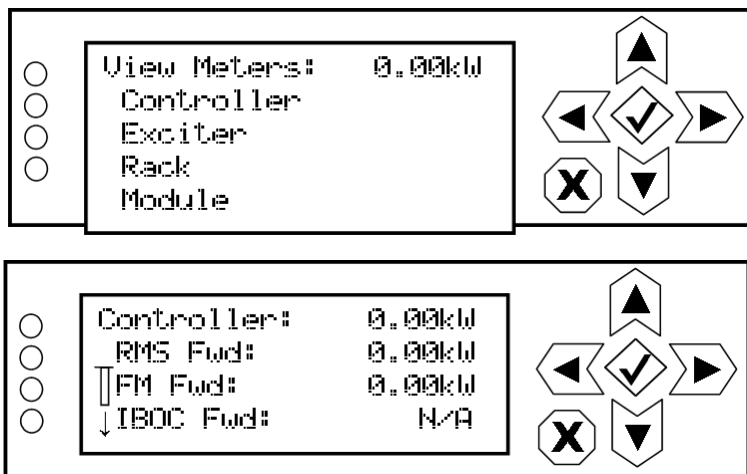 View Meters: 0.00kW
Controller
Exciter
Rack
Module
X
Controller: 0.00kW
RMS Fwd: 0.00kW
FM Fwd: 0.00kW
IBOC Fwd: N/A
X